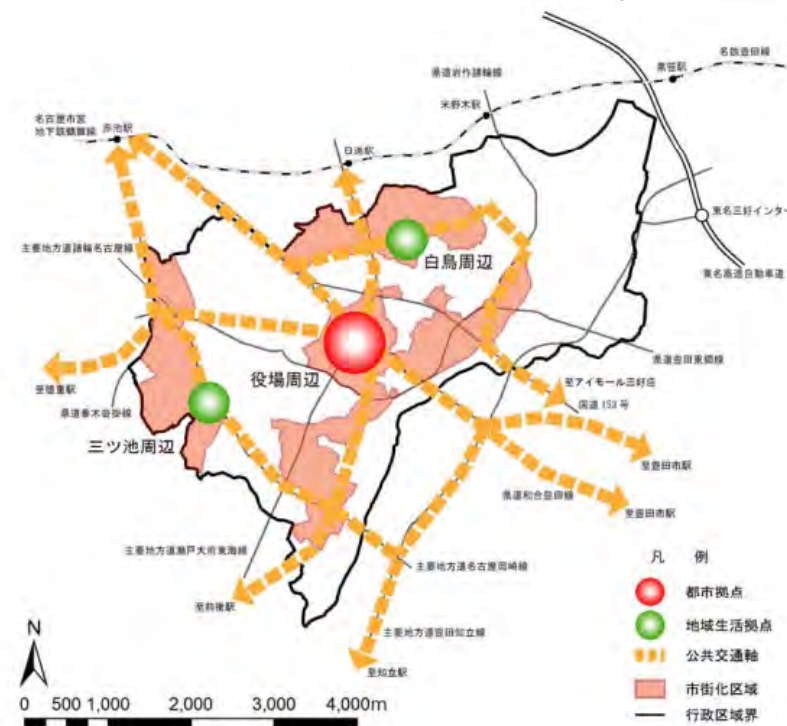 名鉄豊田線
黒笹駅
県道岩作諸輪線
米野木駅
名古屋市営
地下鉄鶴舞線
赤池駅
日進駅
東名三好インター
主要地方道諸輪名古屋線
白鳥周辺
東名高速自動車道
県道豊田東郷線
至徳重駅
役場周辺
至アイモール三好店
国道153号
県道春木沓掛線
三ツ池周辺
至豊田市駅
県道和合豊田線
至豊田市駅
主要地方道瀬戸大府東海線
主要地方道名古屋岡崎線
至前後駅
主要地方道豊田知立線
至知立駅
凡 例
都市拠点
地域生活拠点
公共交通軸
市街化区域
行政区域界
N
0 500 1,000 2,000 3,000 4,000m